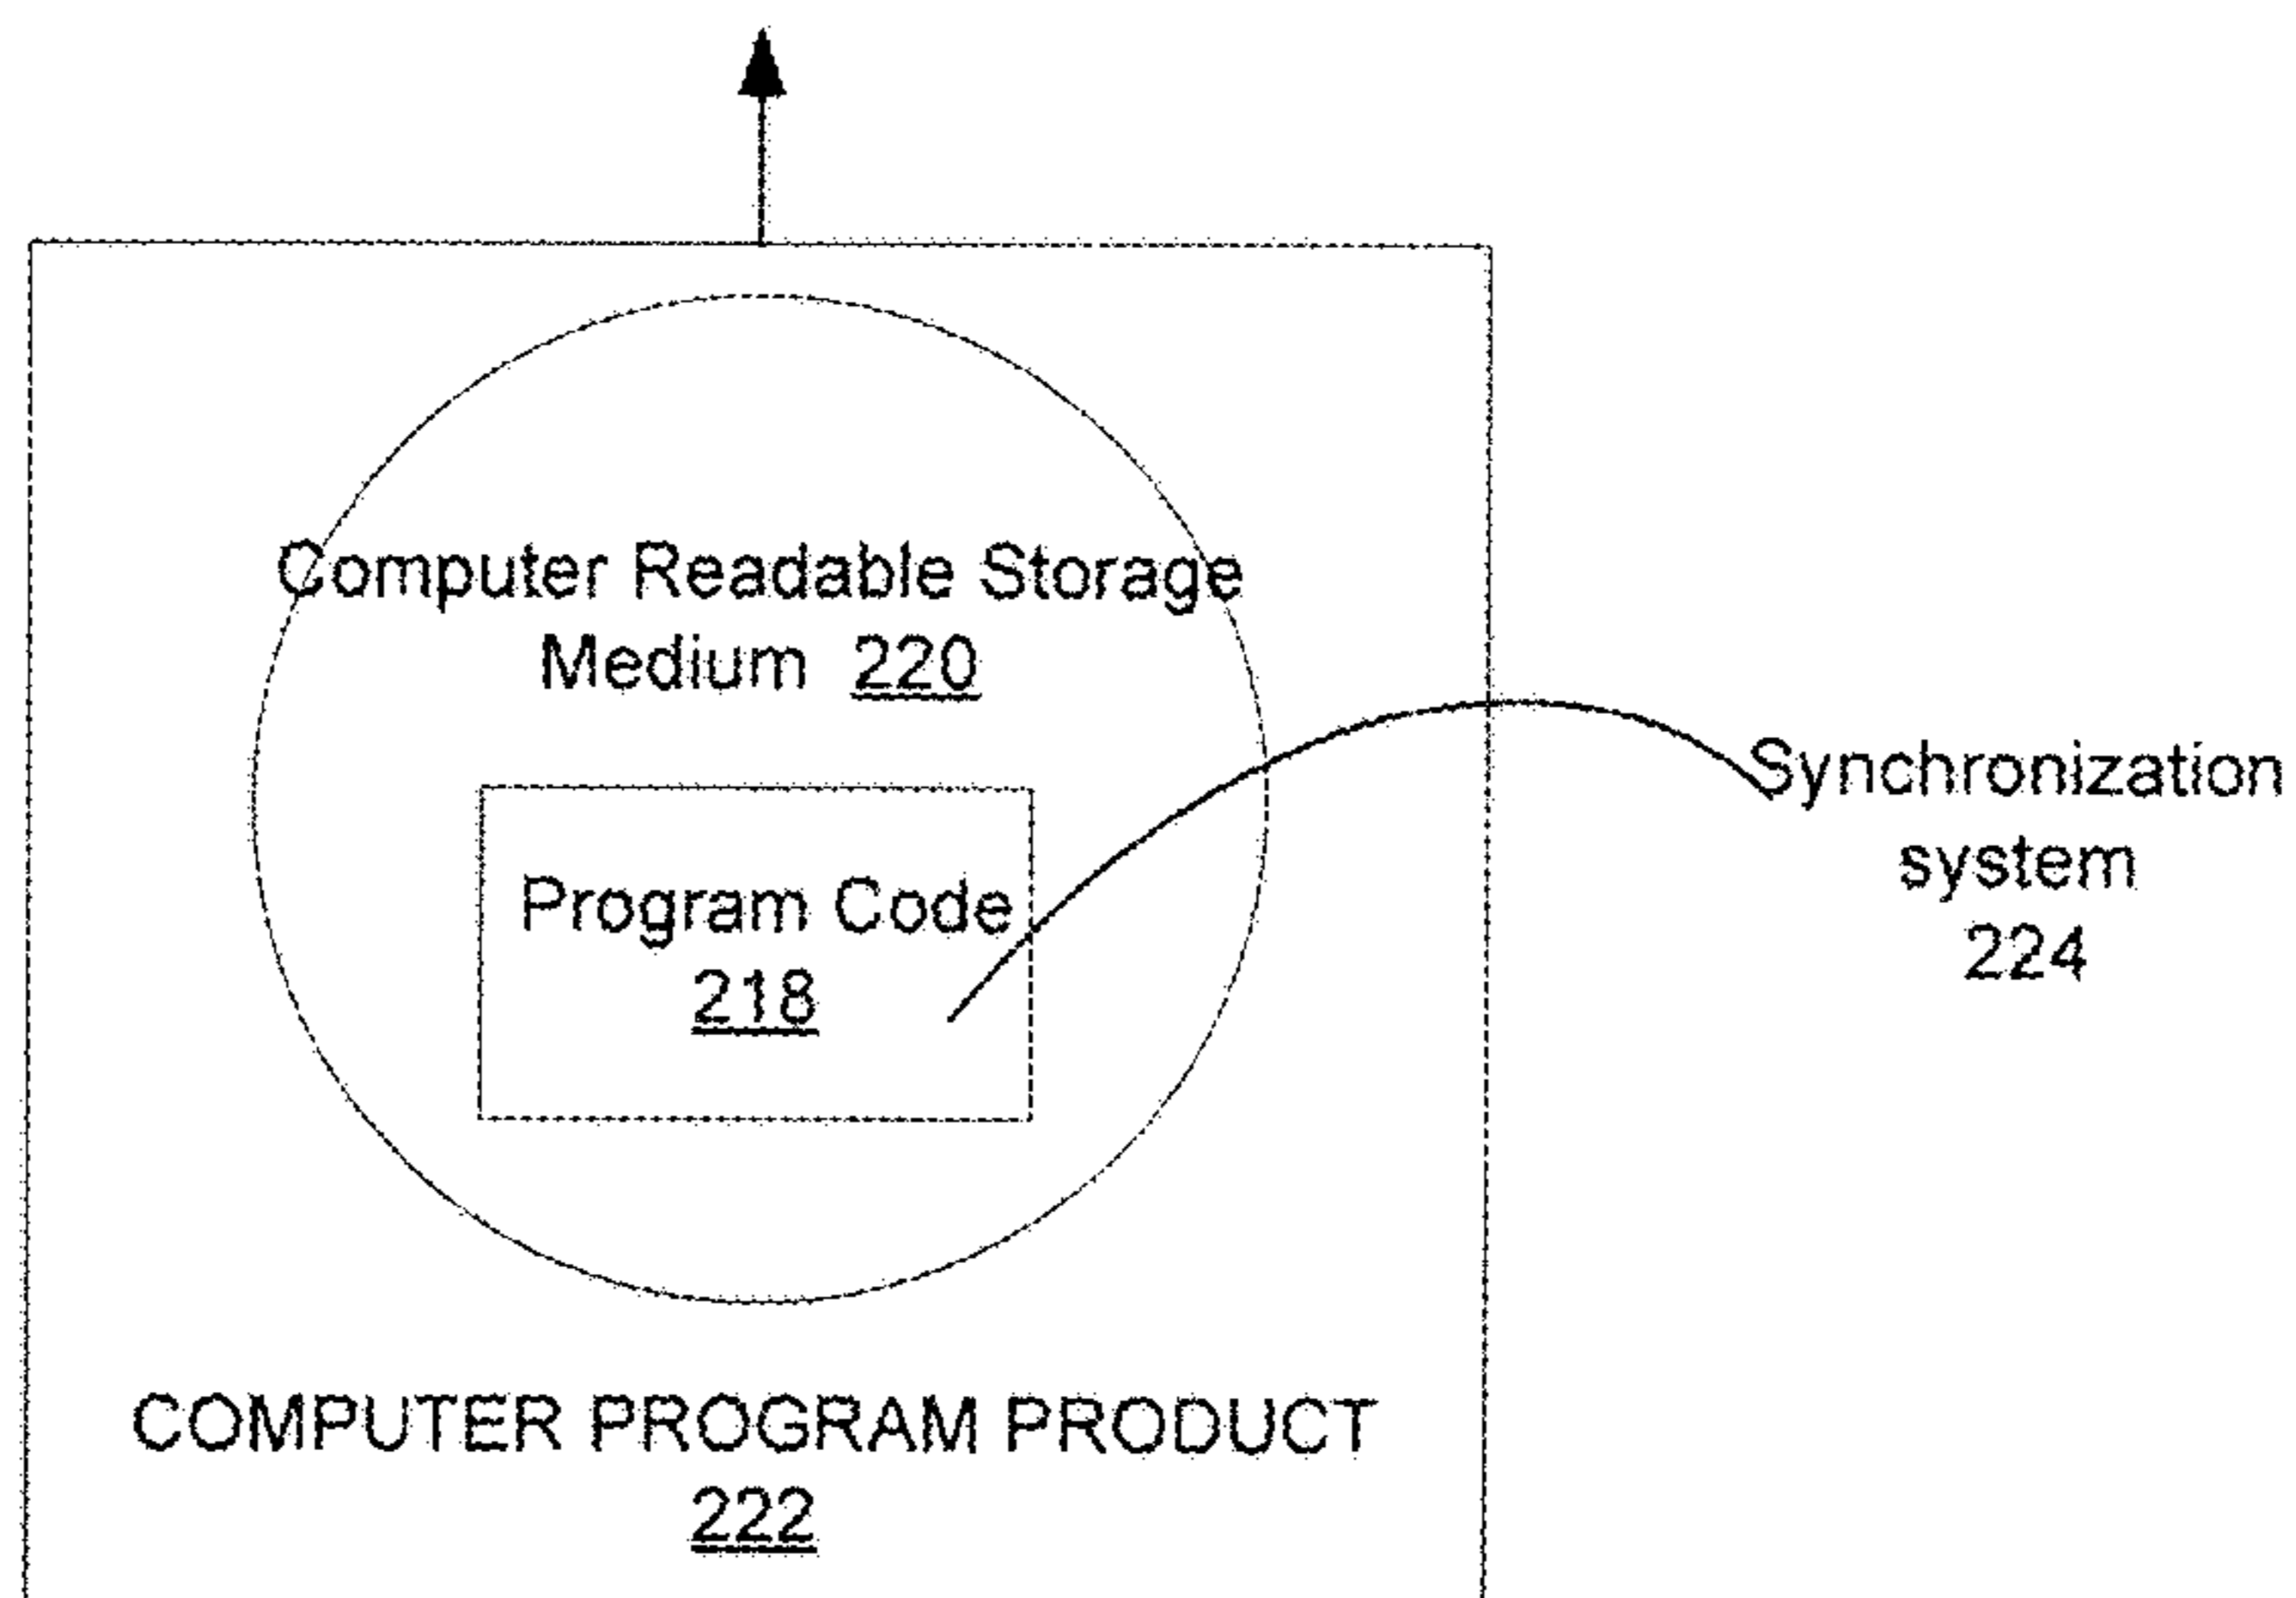 Computer Readable Storage
Medium 220
Program Code
218
Synchronization
system
224
COMPUTER PROGRAM PRODUCT
222